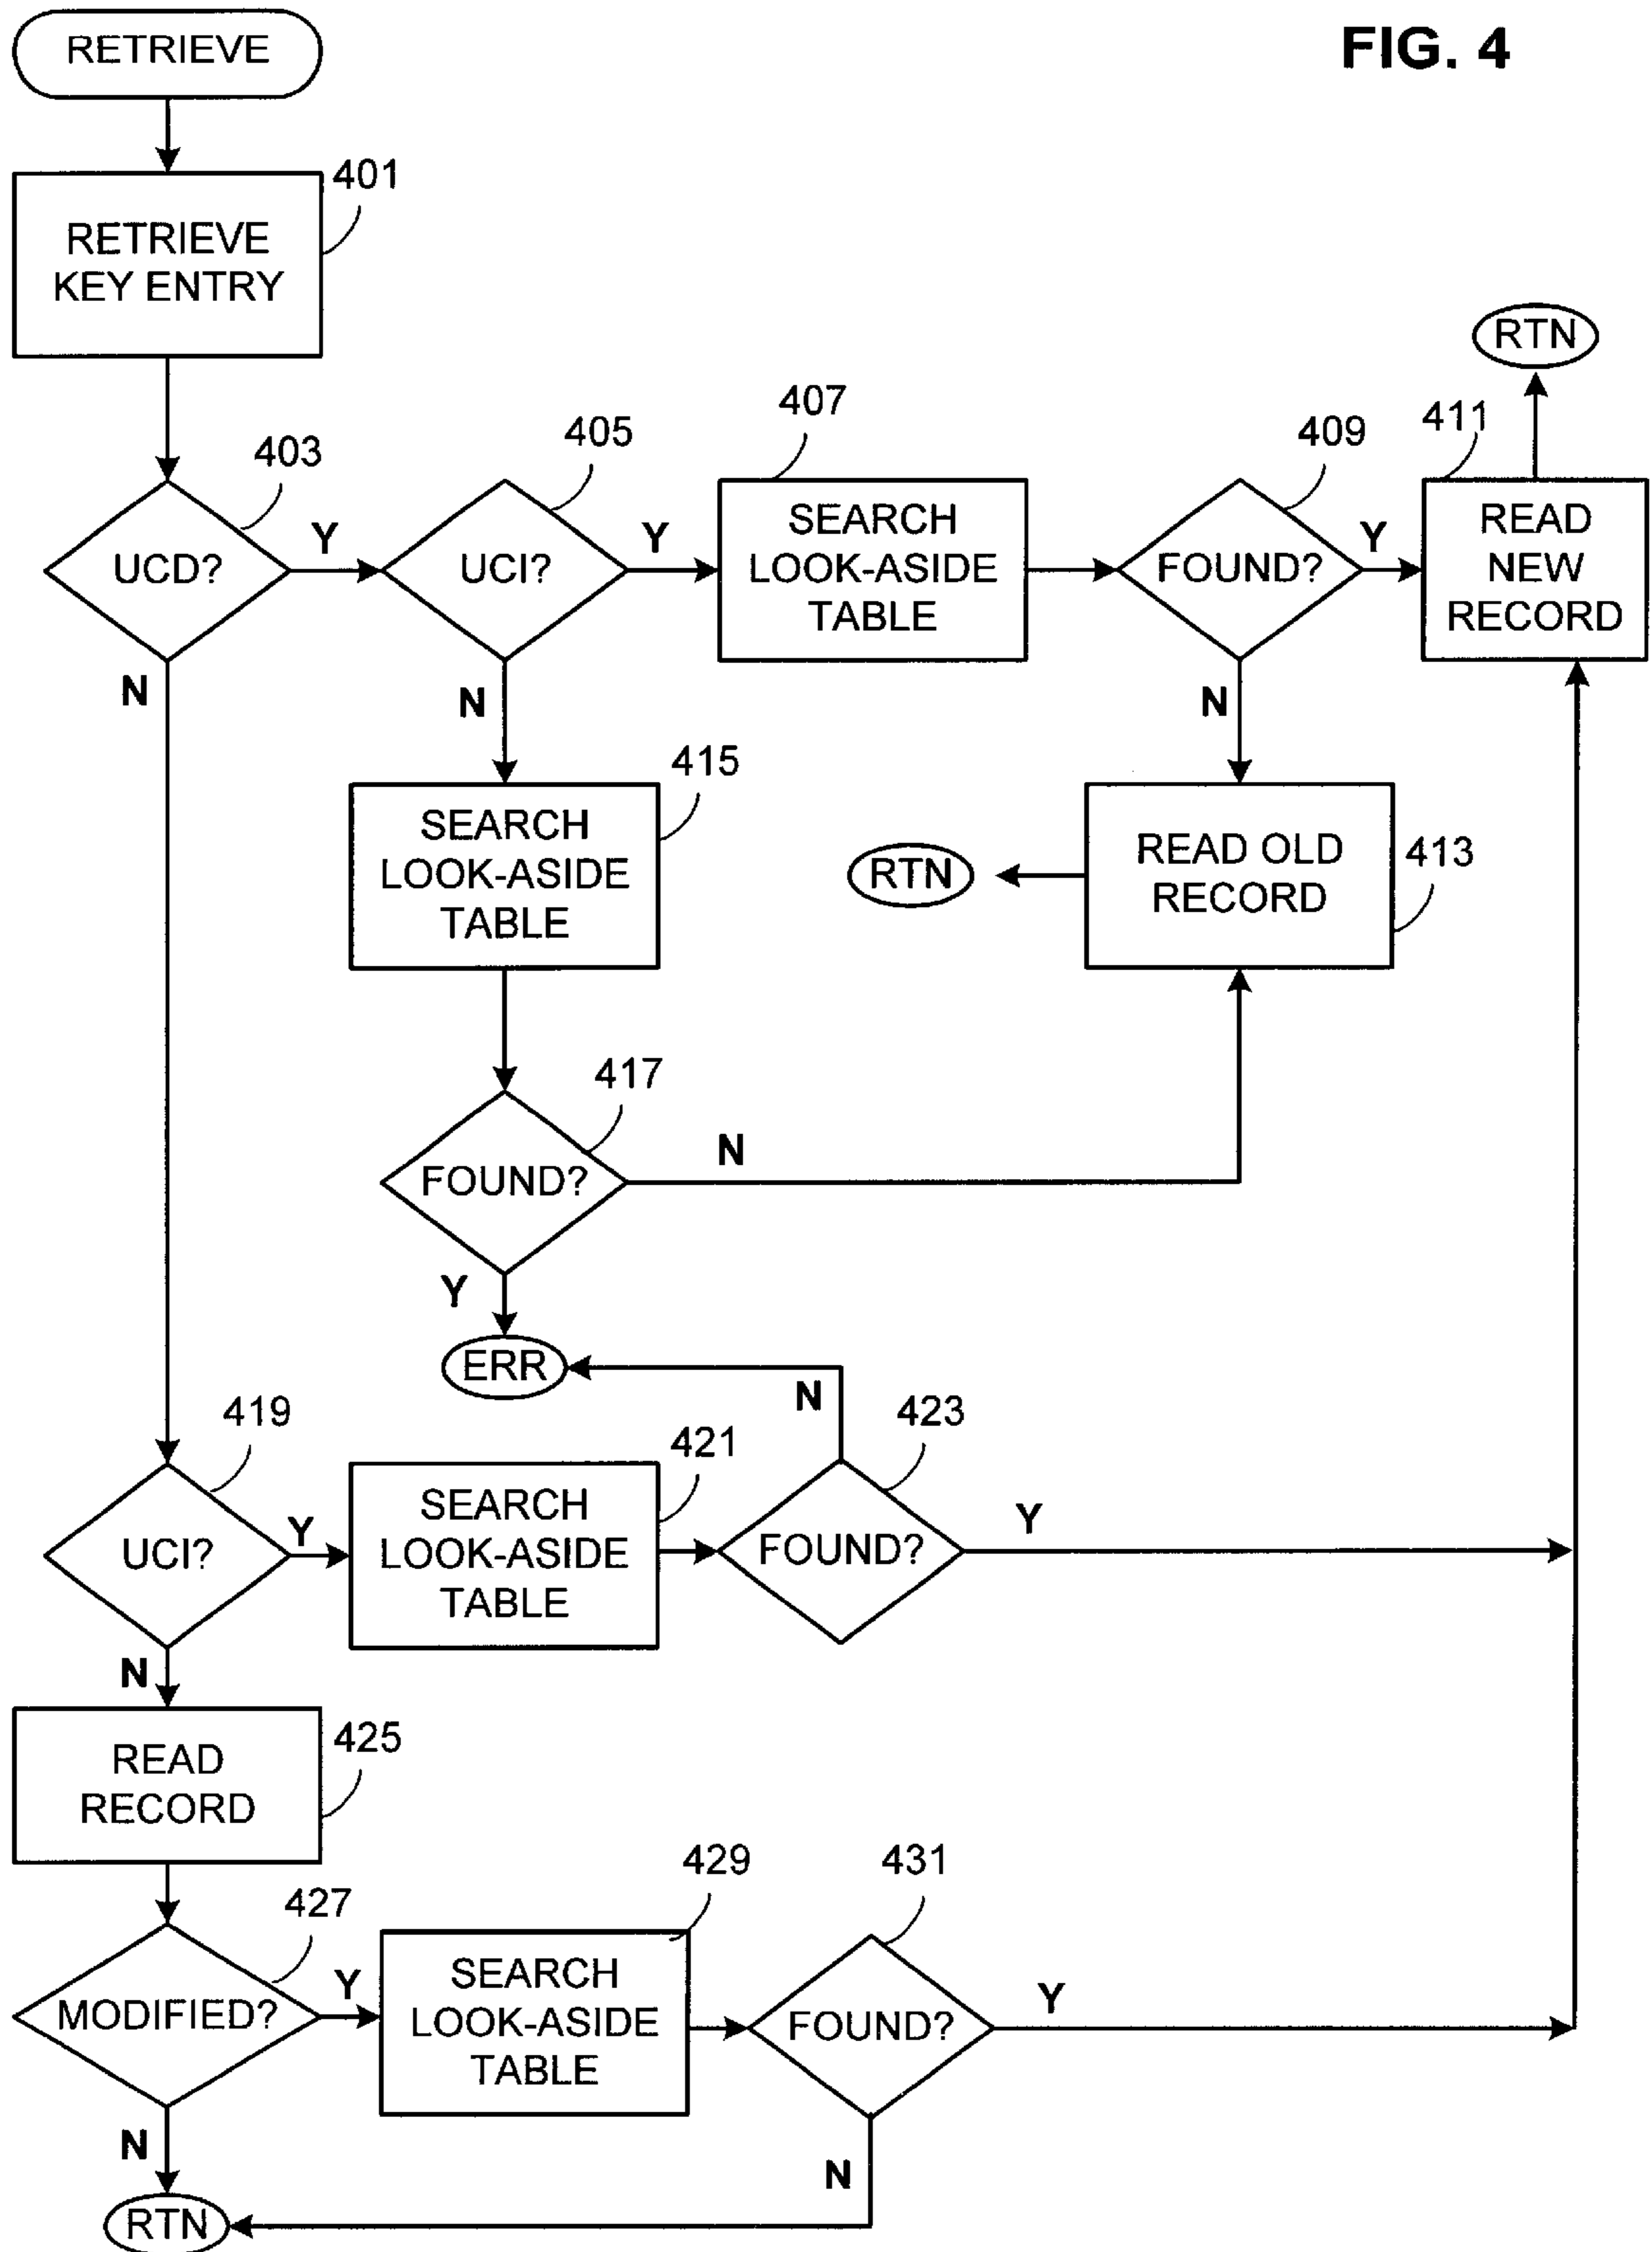 FIG. 4
RETRIEVE
401
RETRIEVE
KEY ENTRY
RTN
403
405
407
409
411
UCD?
Y
UCI?
Y
SEARCH
LOOK-ASIDE
TABLE
FOUND?
Y
READ
NEW
RECORD
N
N
N
415
SEARCH
LOOK-ASIDE
TABLE
RTN
READ OLD
RECORD
413
417
FOUND?
N
Y
ERR
N
419
421
423
UCI?
Y
SEARCH
LOOK-ASIDE
TABLE
FOUND?
Y
N
425
READ
RECORD
427
429
431
MODIFIED?
Y
SEARCH
LOOK-ASIDE
TABLE
FOUND?
Y
N
N
RTN